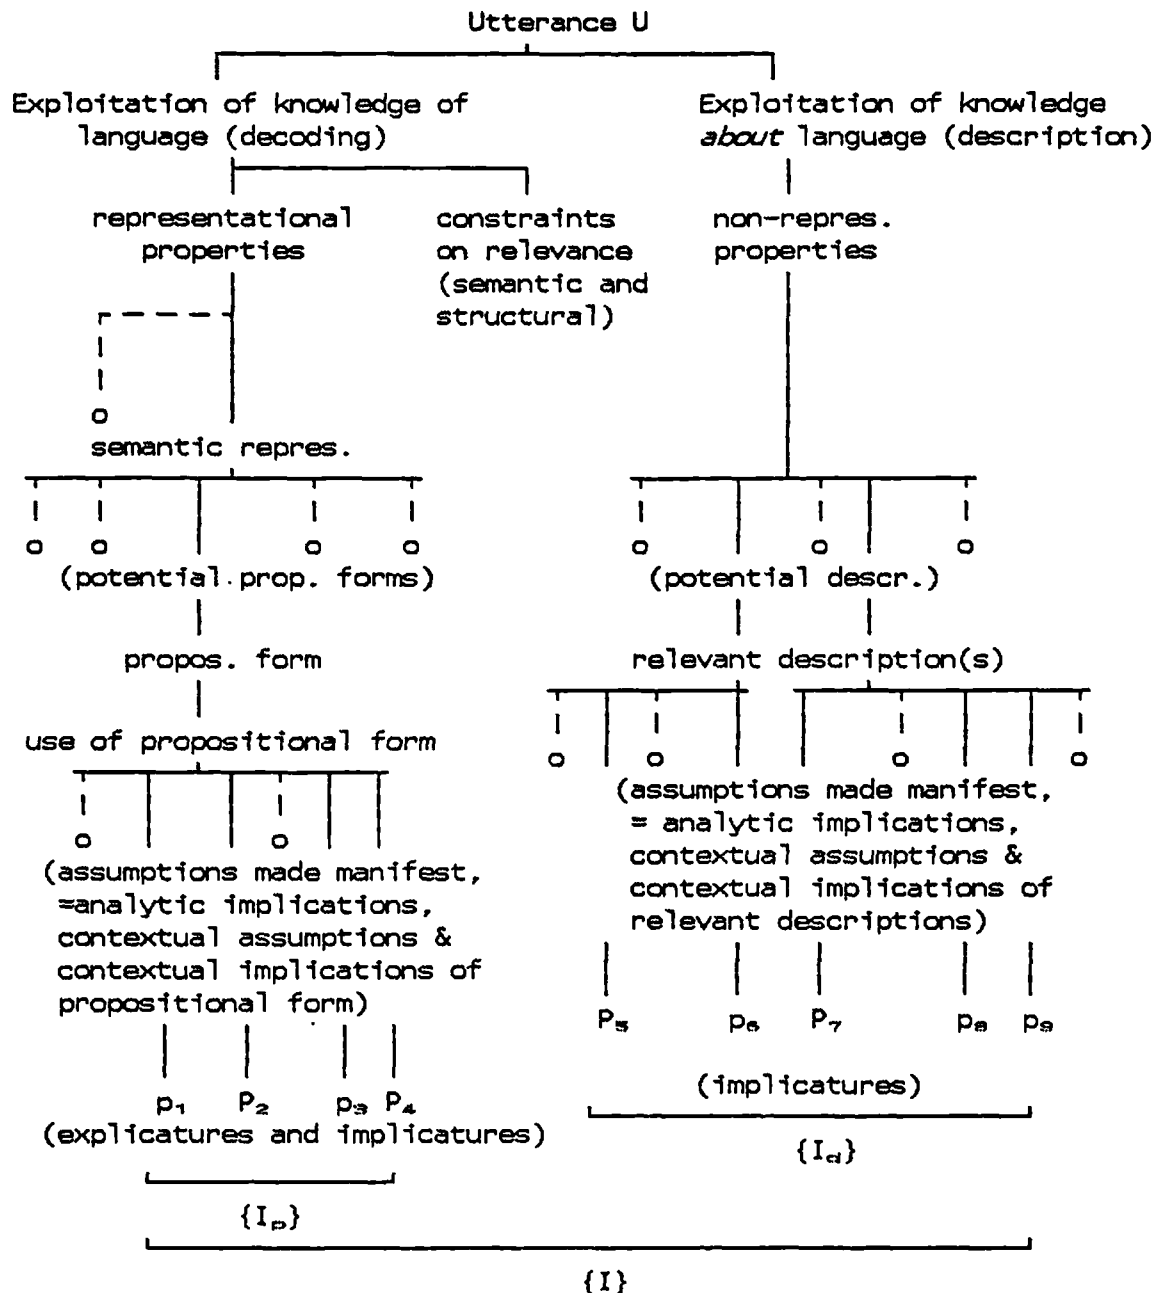 Utterance U
Exploitation of knowledge of
language (decoding)
Exploitation of knowledge
about language (description)
representational
properties
constraints
on relevance
(semantic and
structural)
non-repres.
properties
o
semantic repres.
o o o o
(potential prop. forms)
o o o
(potential descr.)
propos. form
relevant description(s)
use of propositional form
o o
(assumptions made manifest,
=analytic implications,
contextual assumptions &
contextual implications of
propositional form)
o o o o
(assumptions made manifest,
= analytic implications,
contextual assumptions &
contextual implications of
relevant descriptions)
p₁ P₂ p₃ P₄
(explicatures and implicatures)
{Iₚ}
P₅ p₆ P₇ p₈ p₉
(implicatures)
{I_d}
{I}